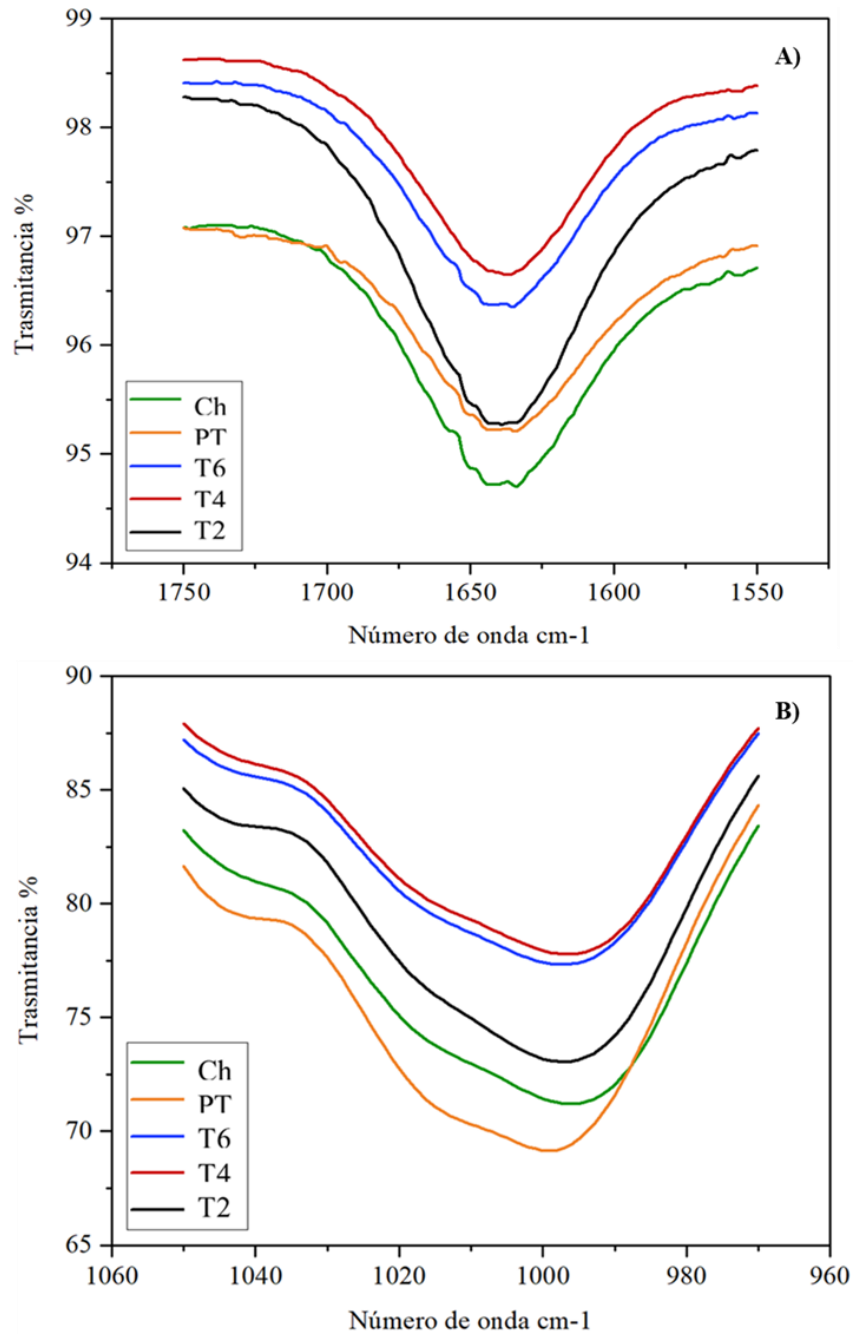 99
A)
98
97
Trasmitancia %
96
95
94
Ch
PT
T6
T4
T2
1750
1700
1650
1600
1550
Número de onda cm-1
90
B)
85
80
Trasmitancia %
75
70
65
Ch
PT
T6
T4
T2
1060
1040
1020
1000
980
960
Número de onda cm-1